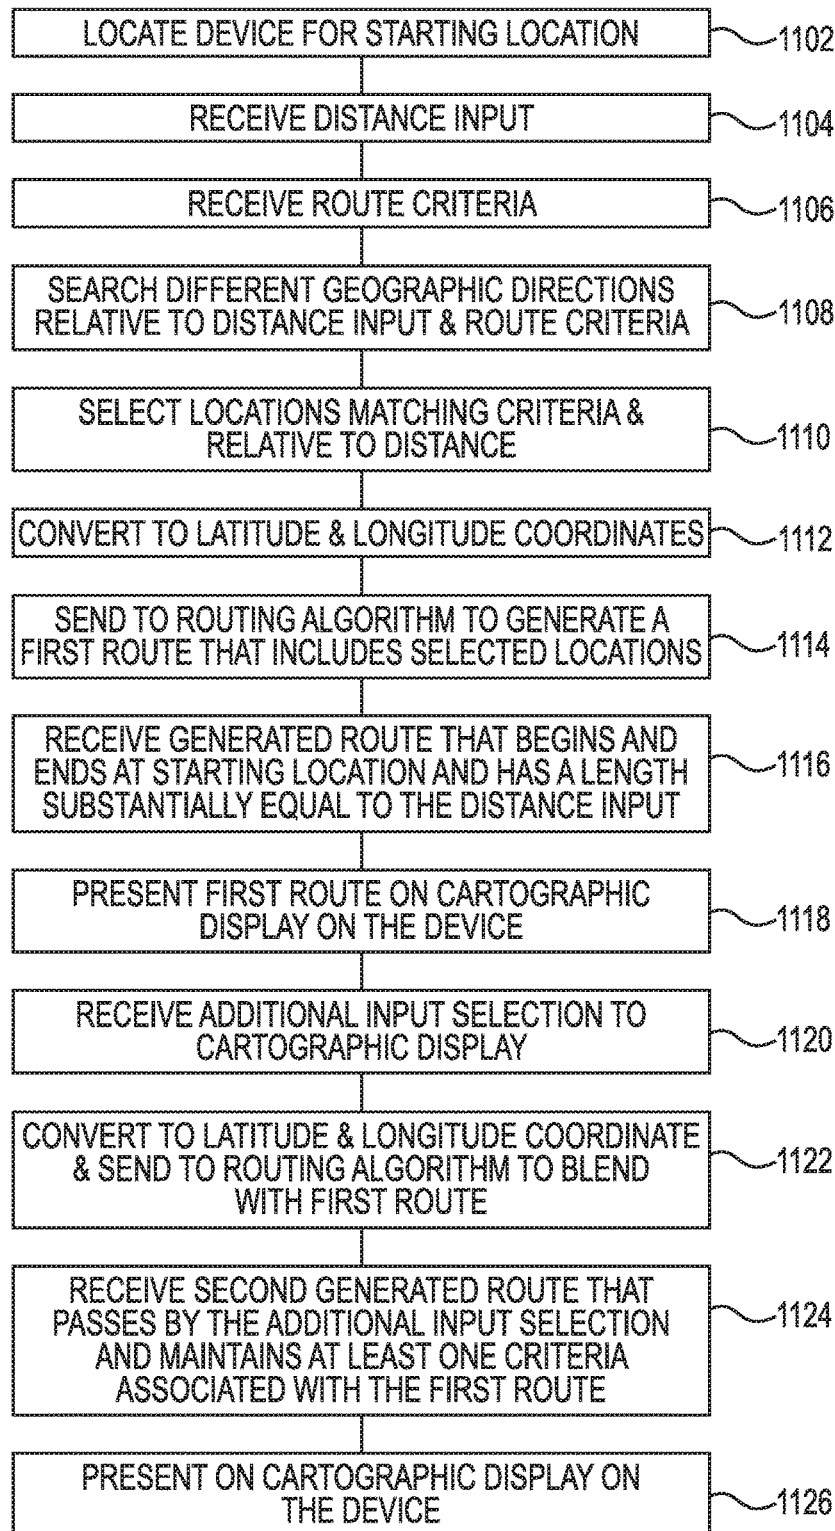 LOCATE DEVICE FOR STARTING LOCATION
1102
RECEIVE DISTANCE INPUT
1104
RECEIVE ROUTE CRITERIA
1106
SEARCH DIFFERENT GEOGRAPHIC DIRECTIONS
RELATIVE TO DISTANCE INPUT & ROUTE CRITERIA
1108
SELECT LOCATIONS MATCHING CRITERIA &
RELATIVE TO DISTANCE
1110
CONVERT TO LATITUDE & LONGITUDE COORDINATES
1112
SEND TO ROUTING ALGORITHM TO GENERATE A
FIRST ROUTE THAT INCLUDES SELECTED LOCATIONS
1114
RECEIVE GENERATED ROUTE THAT BEGINS AND
ENDS AT STARTING LOCATION AND HAS A LENGTH
SUBSTANTIALLY EQUAL TO THE DISTANCE INPUT
1116
PRESENT FIRST ROUTE ON CARTOGRAPHIC
DISPLAY ON THE DEVICE
1118
RECEIVE ADDITIONAL INPUT SELECTION TO
CARTOGRAPHIC DISPLAY
1120
CONVERT TO LATITUDE & LONGITUDE COORDINATE
& SEND TO ROUTING ALGORITHM TO BLEND
WITH FIRST ROUTE
1122
RECEIVE SECOND GENERATED ROUTE THAT
PASSES BY THE ADDITIONAL INPUT SELECTION
AND MAINTAINS AT LEAST ONE CRITERIA
ASSOCIATED WITH THE FIRST ROUTE
1124
PRESENT ON CARTOGRAPHIC DISPLAY ON
THE DEVICE
1126